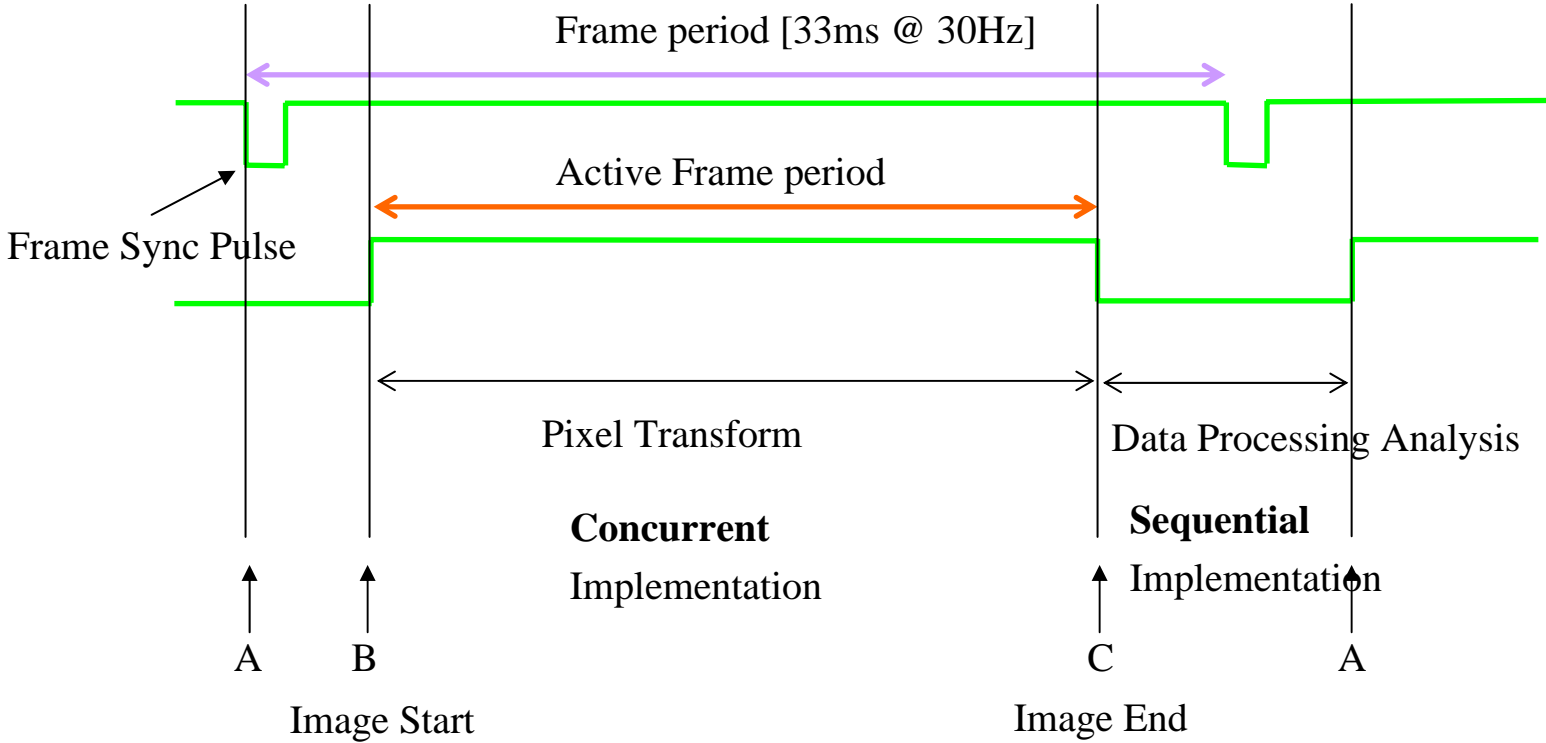 Frame period [33ms @ 30Hz]
Active Frame period
Frame Sync Pulse
Pixel Transform
Data Processing Analysis
Concurrent
Implementation
Sequential
Implementation
A
B
C
A
Image Start
Image End